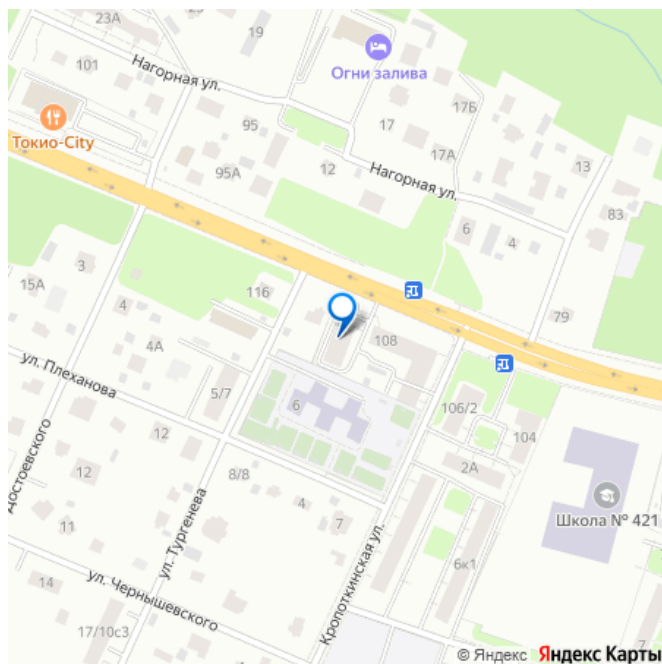 23А
19
Огни залива
101
Нагорная ул.
17Б
Токио-City
95
17
17А
95А
12
Нагорная ул.
13
83
6
4
3
15А
116
4
79
108
4А
ул. Плеханова
5/7
6
106/2
104
Достоевского
12
12
8/8
2А
4
ул. Тургенева
Школа № 421
11
7
Кропоткинская ул.
6к1
14
ул. Чернышевского
17/10с3
7
© Яндекс Яндекс Карты